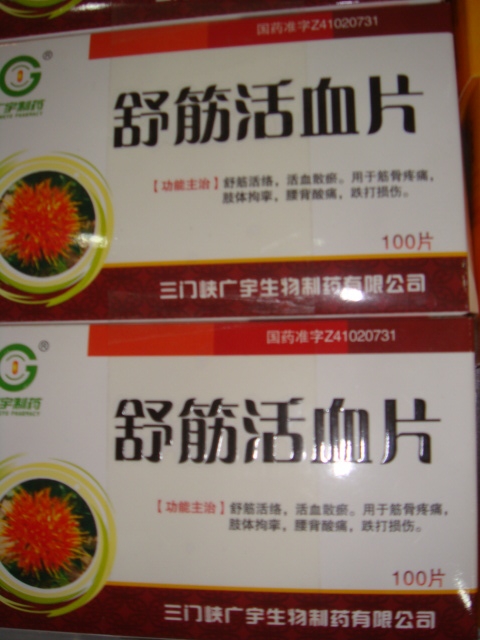 国药准字Z41020731
®
广宇制药
舒筋活血片
【功能主治】舒筋活络，活血散瘀。用于筋骨疼痛，
肢体拘挛，腰背酸痛，跌打损伤。
100片
三门峡广宇生物制药有限公司
国药准字Z41020731
®
宇制药
舒筋活血片
【功能主治】舒筋活络，活血散瘀。用于筋骨疼痛，
肢体拘挛，腰背酸痛，跌打损伤。
100片
三门峡广宇生物制药有限公司